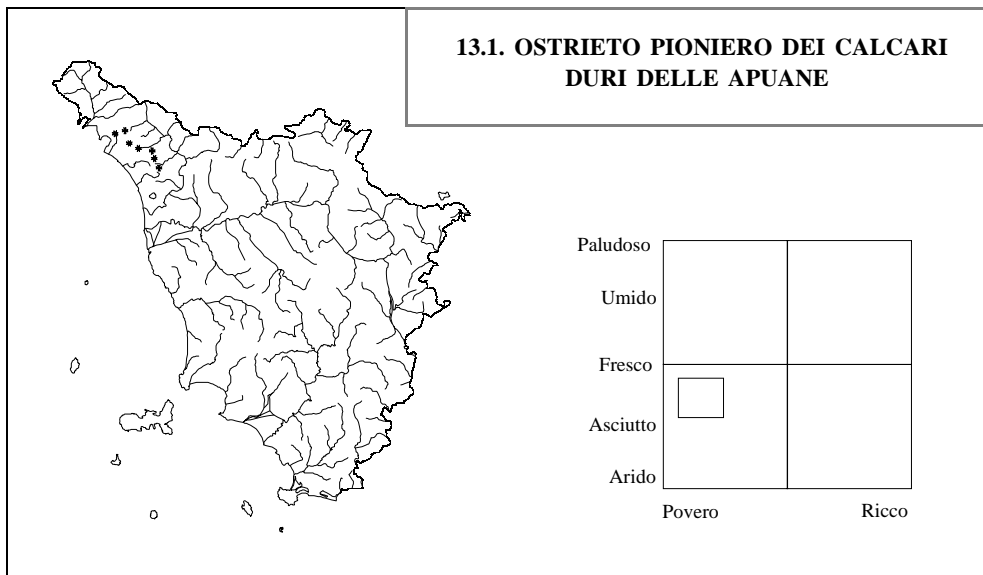 13.1. OSTRIETO PIONIERO DEI CALCARI
DURI DELLE APUANE
Paludoso
Umido
Fresco
Asciutto
Arido
Povero Ricco